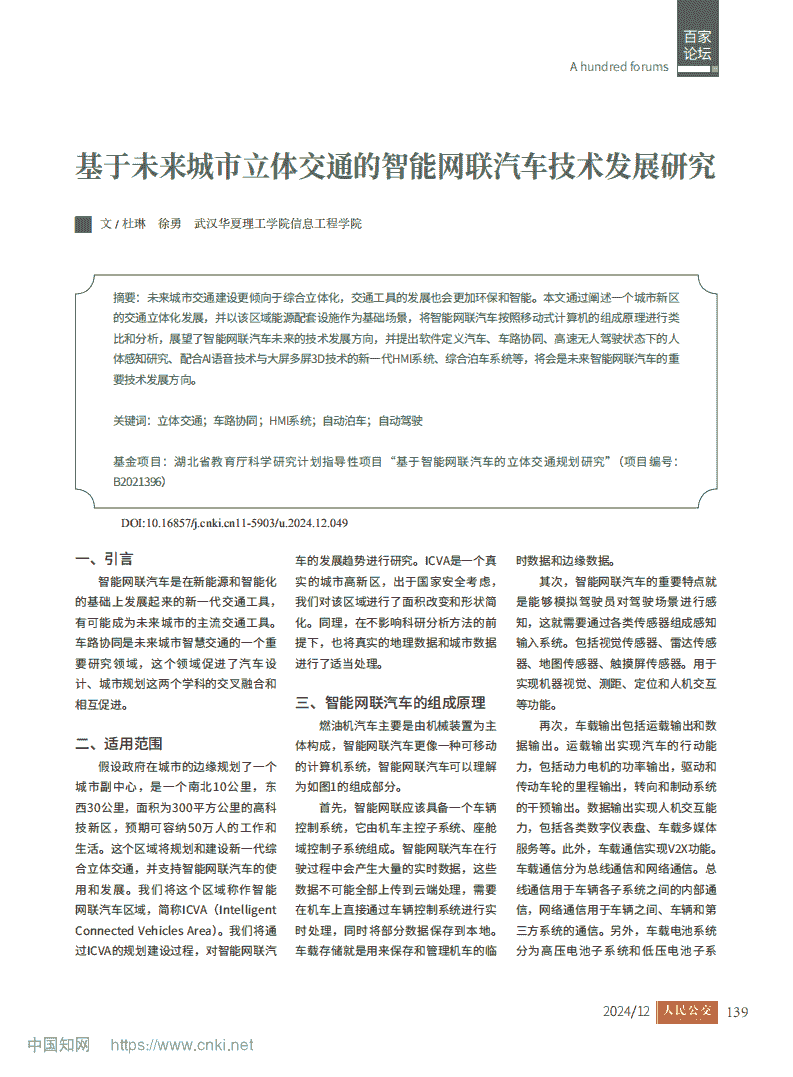 百家
论坛
A hundred forums
基于未来城市立体交通的智能网联汽车技术发展研究
文 / 杜琳　徐勇　武汉华夏理工学院信息工程学院
摘要：未来城市交通建设更倾向于综合立体化，交通工具的发展也会更加环保和智能。本文通过阐述一个城市新区
的交通立体化发展，并以该区域能源配套设施作为基础场景，将智能网联汽车按照移动式计算机的组成原理进行类
比和分析，展望了智能网联汽车未来的技术发展方向，并提出软件定义汽车、车路协同、高速无人驾驶状态下的人
体感知研究、配合AI语音技术与大屏多屏3D技术的新一代HMI系统、综合泊车系统等，将会是未来智能网联汽车的重
要技术发展方向。
关键词：立体交通；车路协同；HMI系统；自动泊车；自动驾驶
基金项目：湖北省教育厅科学研究计划指导性项目“基于智能网联汽车的立体交通规划研究”（项目编号：
B2021396）
DOI:10.16857/j.cnki.cn11-5903/u.2024.12.049
一、引言
智能网联汽车是在新能源和智能化
的基础上发展起来的新一代交通工具，
有可能成为未来城市的主流交通工具。
车路协同是未来城市智慧交通的一个重
要研究领域，这个领域促进了汽车设
计、城市规划这两个学科的交叉融合和
相互促进。
二、适用范围
假设政府在城市的边缘规划了一个
城市副中心，是一个南北10公里，东
西30公里，面积为300平方公里的高科
技新区，预期可容纳50万人的工作和
生活。这个区域将规划和建设新一代综
合立体交通，并支持智能网联汽车的使
用和发展。我们将这个区域称作智能
网联汽车区域，简称ICVA（Intelligent
Connected Vehicles Area）。我们将通
过ICVA的规划建设过程，对智能网联汽
车的发展趋势进行研究。ICVA是一个真
实的城市高新区，出于国家安全考虑，
我们对该区域进行了面积改变和形状简
化。同理，在不影响科研分析方法的前
提下，也将真实的地理数据和城市数据
进行了适当处理。
三、智能网联汽车的组成原理
燃油机汽车主要是由机械装置为主
体构成，智能网联汽车更像一种可移动
的计算机系统，智能网联汽车可以理解
为如图1的组成部分。
首先，智能网联应该具备一个车辆
控制系统，它由机车主控子系统、座舱
域控制子系统组成。智能网联汽车在行
驶过程中会产生大量的实时数据，这些
数据不可能全部上传到云端处理，需要
在机车上直接通过车辆控制系统进行实
时处理，同时将部分数据保存到本地。
车载存储就是用来保存和管理机车的临
时数据和边缘数据。
其次，智能网联汽车的重要特点就
是能够模拟驾驶员对驾驶场景进行感
知，这就需要通过各类传感器组成感知
输入系统。包括视觉传感器、雷达传感
器、地图传感器、触摸屏传感器。用于
实现机器视觉、测距、定位和人机交互
等功能。
再次，车载输出包括运载输出和数
据输出。运载输出实现汽车的行动能
力，包括动力电机的功率输出，驱动和
传动车轮的里程输出，转向和制动系统
的干预输出。数据输出实现人机交互能
力，包括各类数字仪表盘、车载多媒体
服务等。此外，车载通信实现V2X功能。
车载通信分为总线通信和网络通信。总
线通信用于车辆各子系统之间的内部通
信，网络通信用于车辆之间、车辆和第
三方系统的通信。另外，车载电池系统
分为高压电池子系统和低压电池子系
2024/12 人民公交 139
中国知网 https://www.cnki.net